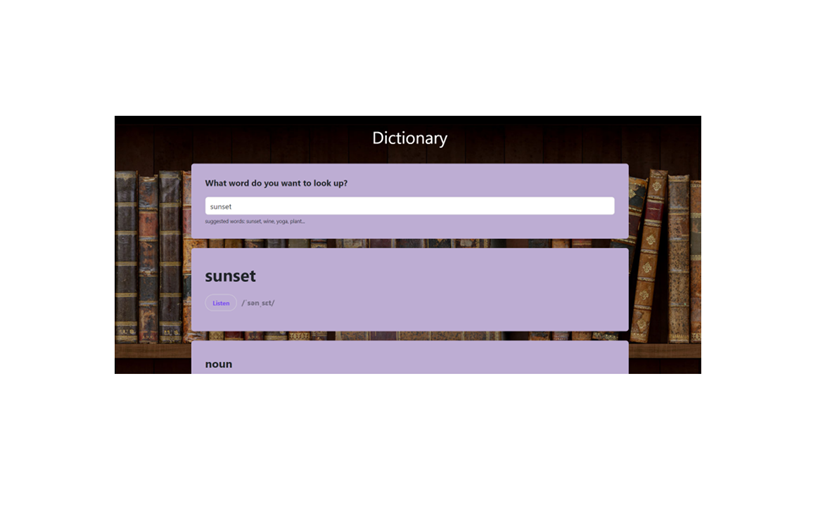 Dictionary
What word do you want to look up?
sunset
suggested words: sunset, wine, yoga, plant...
sunset
Listen /ˈsənˌsɛt/
noun